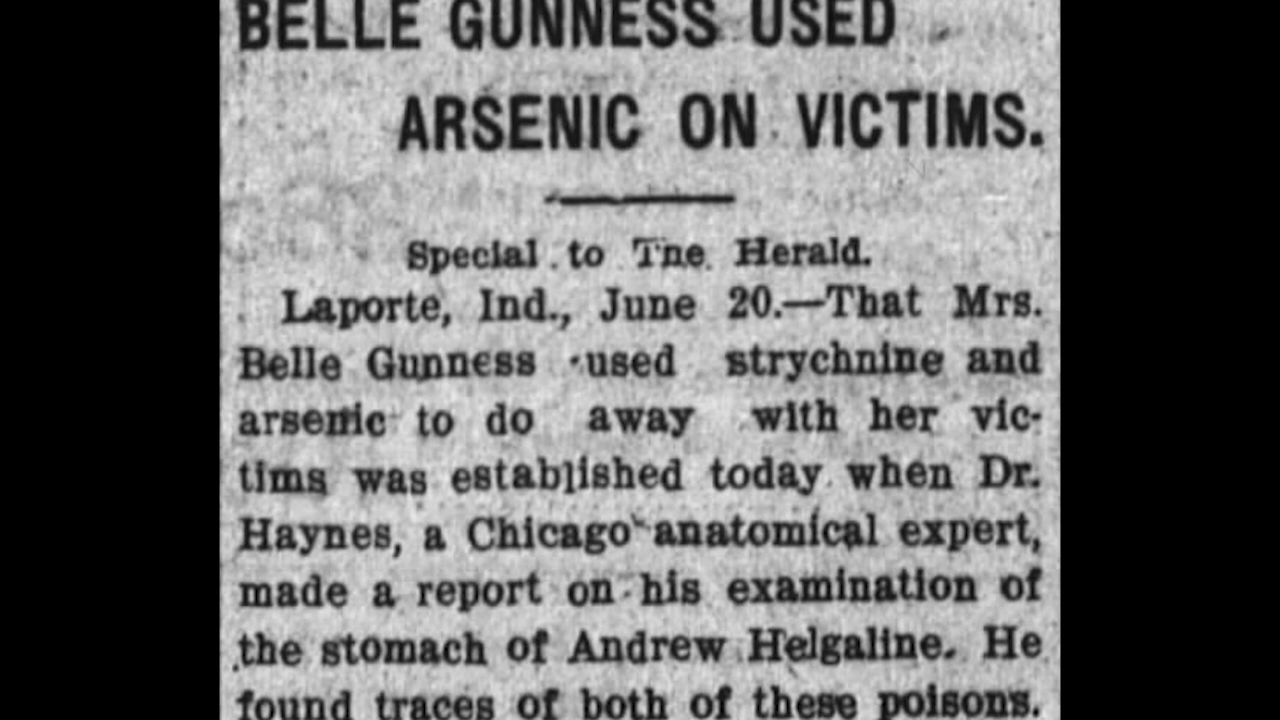 BELLE GUNNESS USED
ARSENIC ON VICTIMS.
Special to Tne Herald.
Laporte, Ind., June 20.—That Mrs.
Belle Gunness used strychnine and
arsenic to do away with her vic-
tims was established today when Dr.
Haynes, a Chicago anatomical expert,
made a report on his examination of
the stomach of Andrew Helgaline. He
found traces of both of these poisons.